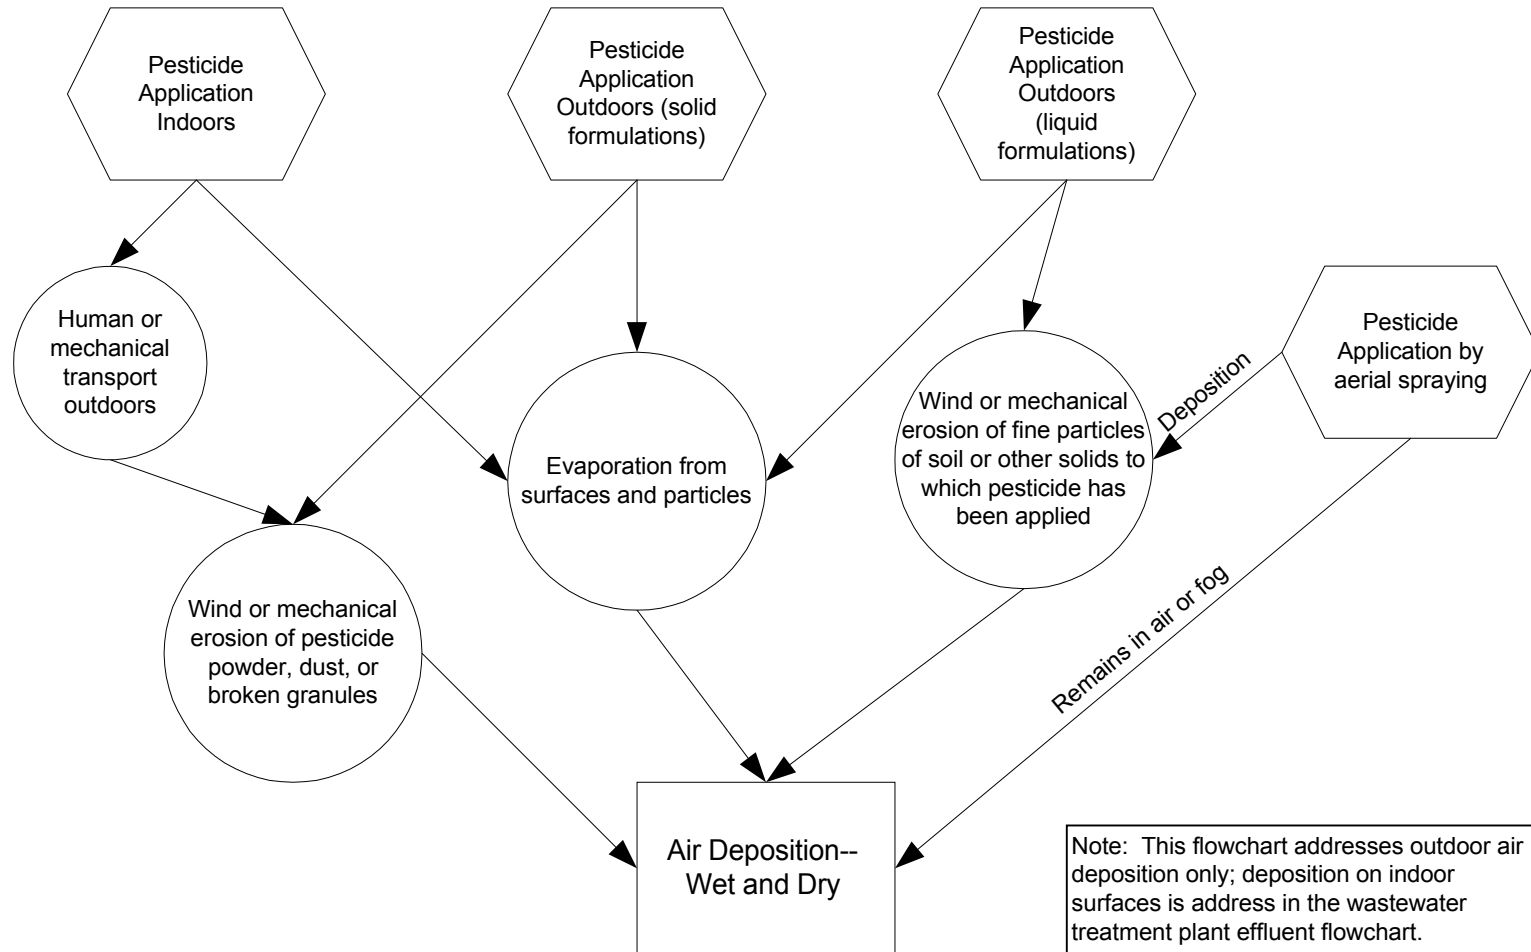 Pesticide
Application
Indoors
Pesticide
Application
Outdoors (solid
formulations)
Pesticide
Application
Outdoors
(liquid
formulations)
Human or
mechanical
transport
outdoors
Pesticide
Application by
aerial spraying
Deposition
Evaporation from
surfaces and particles
Wind or mechanical
erosion of fine particles
of soil or other solids to
which pesticide has
been applied
Wind or mechanical
erosion of pesticide
powder, dust, or
broken granules
Remains in air or fog
Air Deposition--
Wet and Dry
Note:  This flowchart addresses outdoor air
deposition only; deposition on indoor
surfaces is address in the wastewater
treatment plant effluent flowchart.